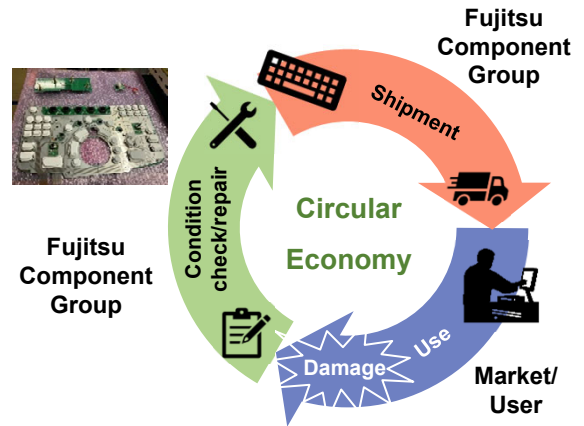 Fujitsu
Component
Group
Shipment
Circular
Economy
Condition
check/repair
Fujitsu
Component
Group
Use
Damage
Market/
User